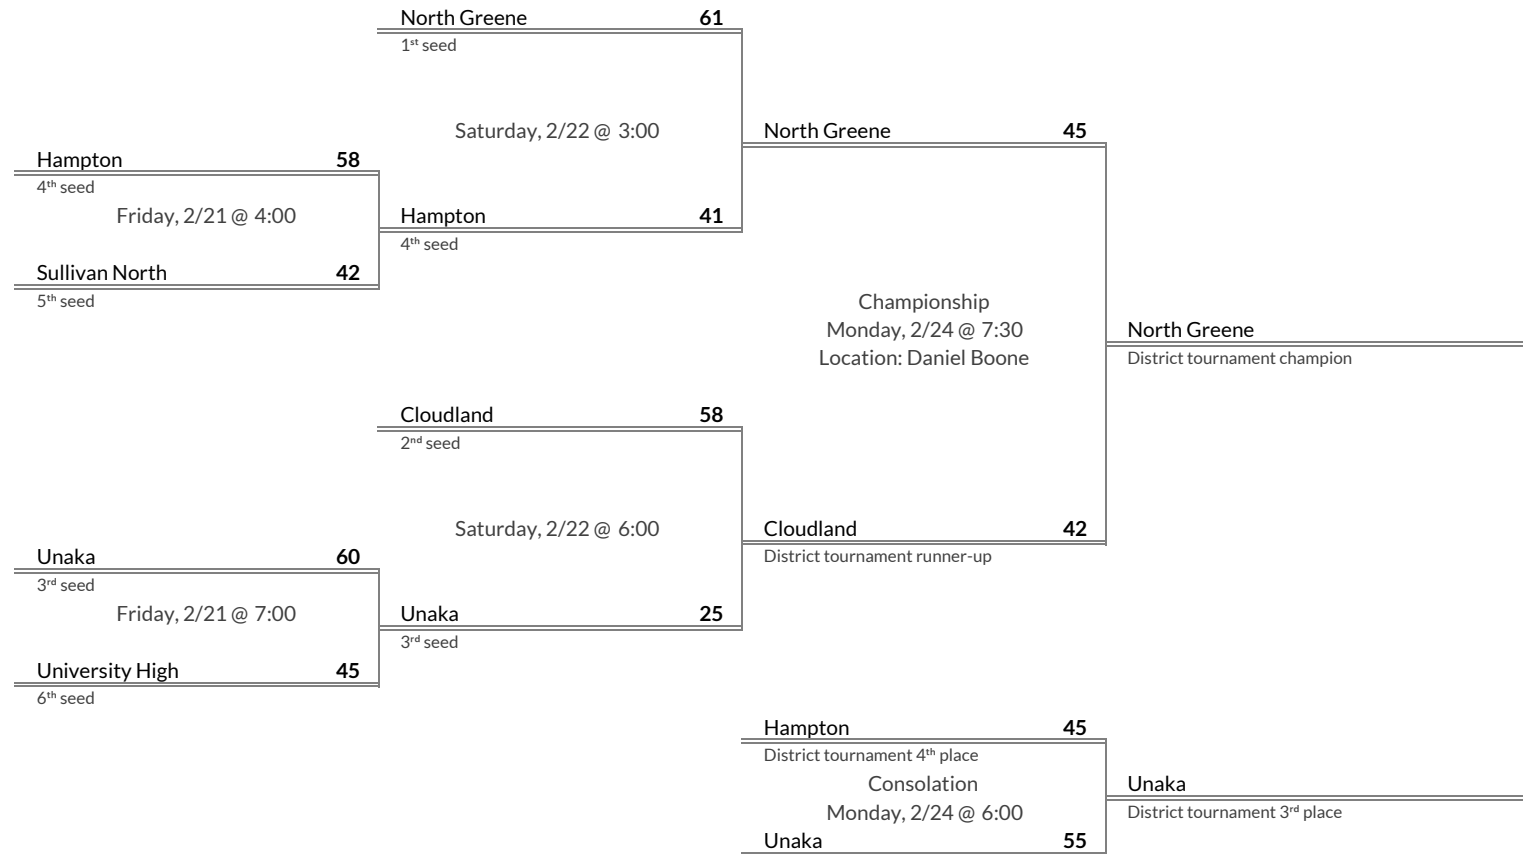 North Greene 61
1st seed
Saturday, 2/22 @ 3:00
North Greene 45
Hampton 58
4th seed
Friday, 2/21 @ 4:00
Hampton 41
4th seed
Sullivan North 42
5th seed
Championship
Monday, 2/24 @ 7:30
Location: Daniel Boone
North Greene
District tournament champion
Cloudland 58
2nd seed
Saturday, 2/22 @ 6:00
Cloudland 42
District tournament runner-up
Unaka 60
3rd seed
Friday, 2/21 @ 7:00
Unaka 25
3rd seed
University High 45
6th seed
Hampton 45
District tournament 4th place
Consolation
Monday, 2/24 @ 6:00
Unaka 55
Unaka
District tournament 3rd place